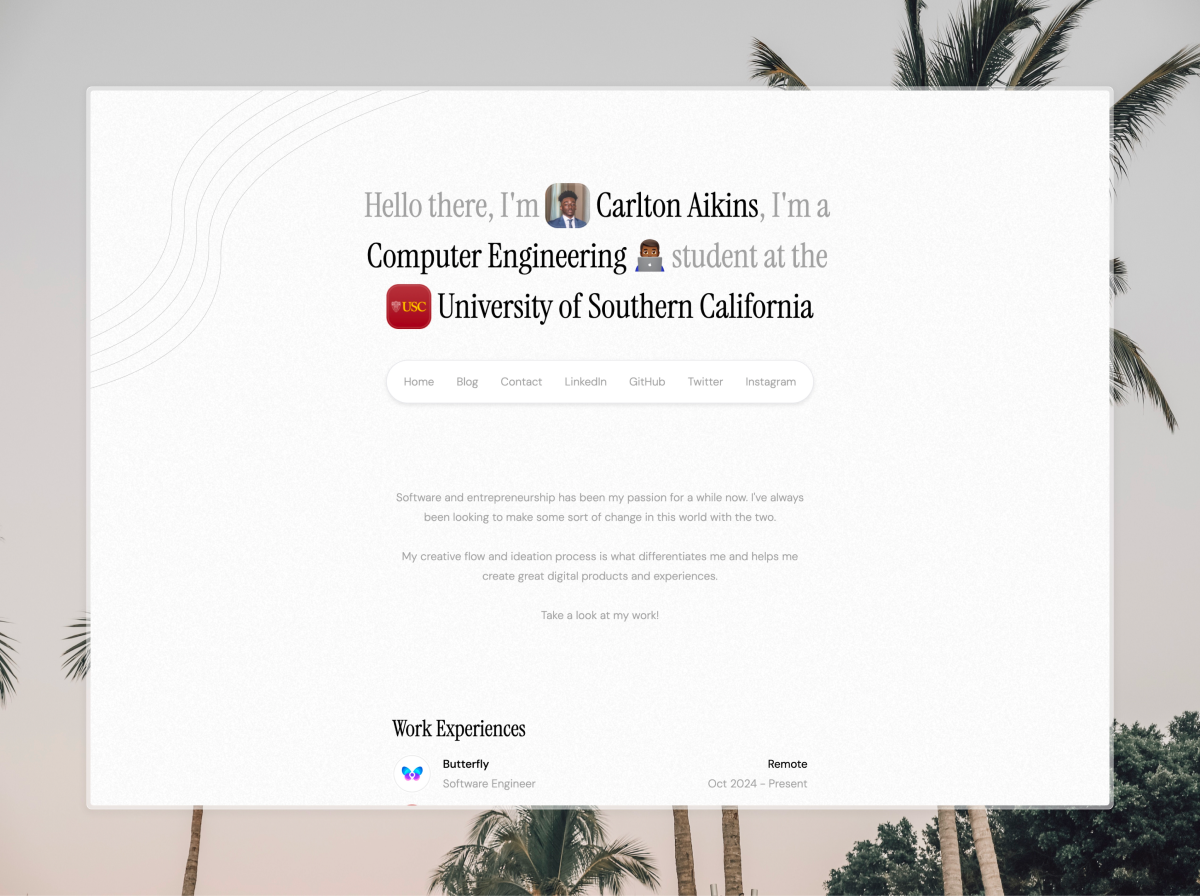 Hello there, I'm Carlton Aikins, I'm a
Computer Engineering student at the
USC University of Southern California
Home Blog Contact LinkedIn GitHub Twitter Instagram
Software and entrepreneurship has been my passion for a while now. I've always
been looking to make some sort of change in this world with the two.
My creative flow and ideation process is what differentiates me and helps me
create great digital products and experiences.
Take a look at my work!
Work Experiences
Butterfly Remote
Software Engineer Oct 2024 - Present